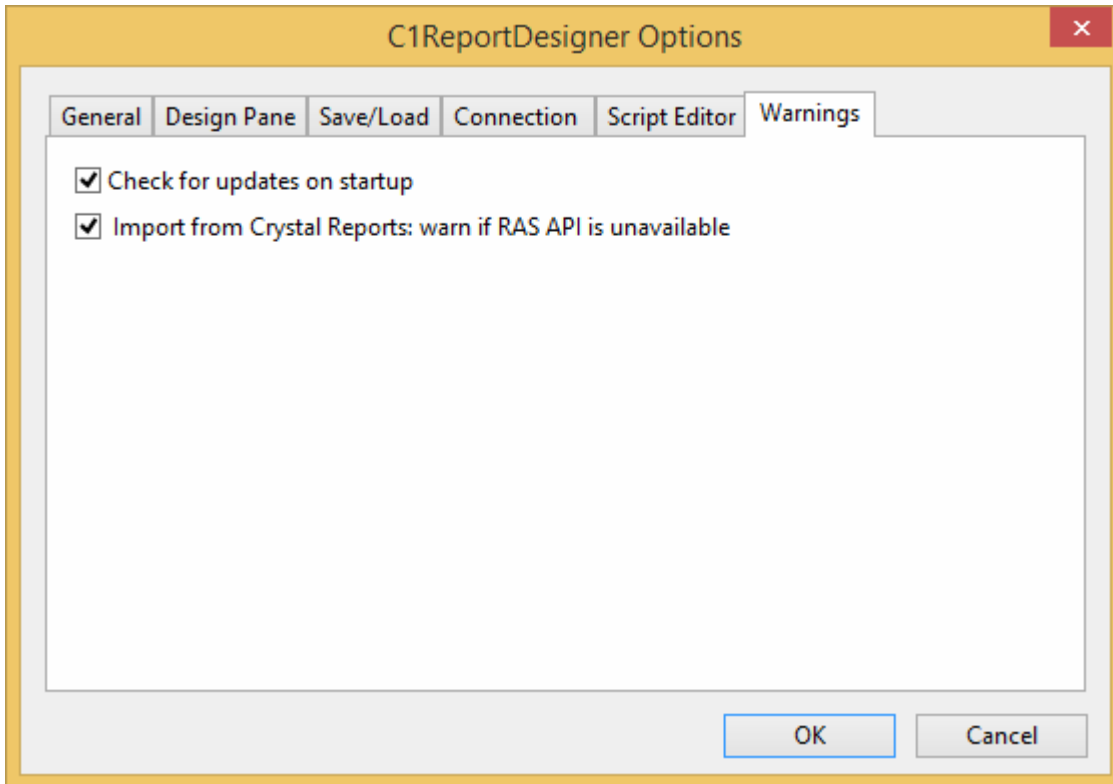 C1ReportDesigner Options
General Design Pane Save/Load Connection Script Editor Warnings
Check for updates on startup
Import from Crystal Reports: warn if RAS API is unavailable
OK Cancel